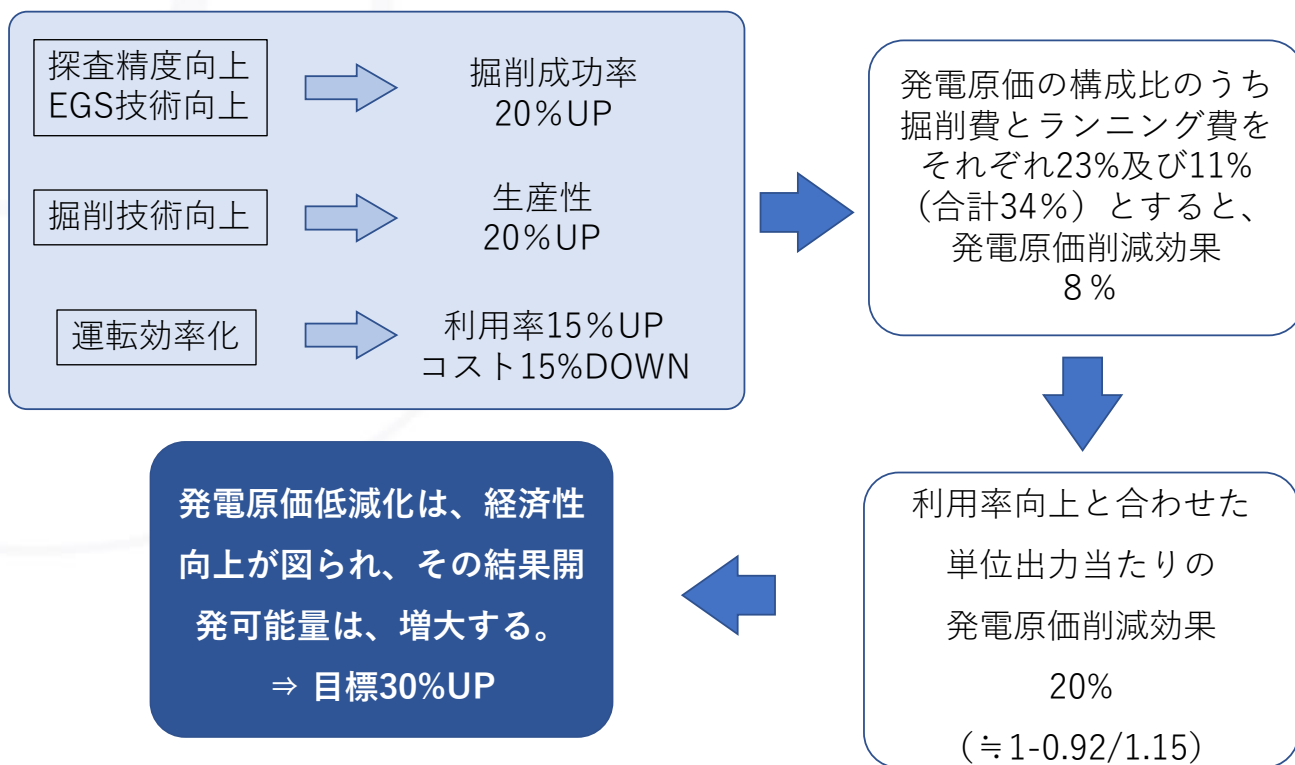 探査精度向上
EGS技術向上
掘削成功率
20%UP
掘削技術向上
生産性
20%UP
運転効率化
利用率15%UP
コスト15%DOWN
発電原価の構成比のうち
掘削費とランニング費を
それぞれ23%及び11%
（合計34%）とすると、
発電原価削減効果
8%
利用率向上と合わせた
単位出力当たりの
発電原価削減効果
20%
（≒1-0.92/1.15）
発電原価低減化は、経済性
向上が図られ、その結果開
発可能量は、増大する。
⇒ 目標30%UP